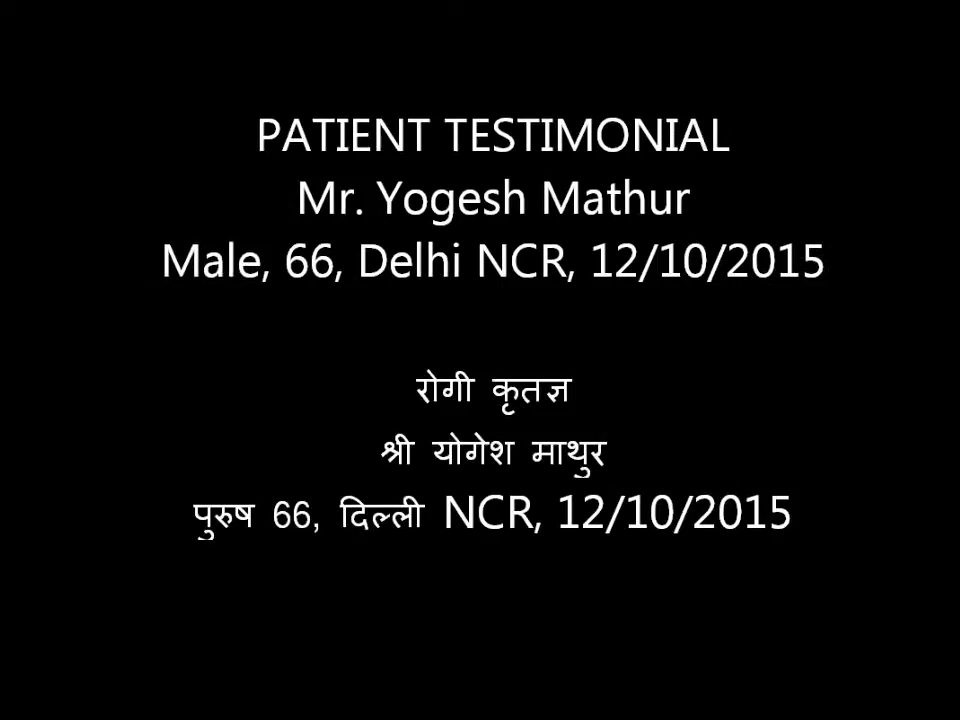 PATIENT TESTIMONIAL
Mr. Yogesh Mathur
Male, 66, Delhi NCR, 12/10/2015
रोगी कृतज्ञ
श्री योगेश माथुर
पुरुष 66, दिल्ली NCR, 12/10/2015